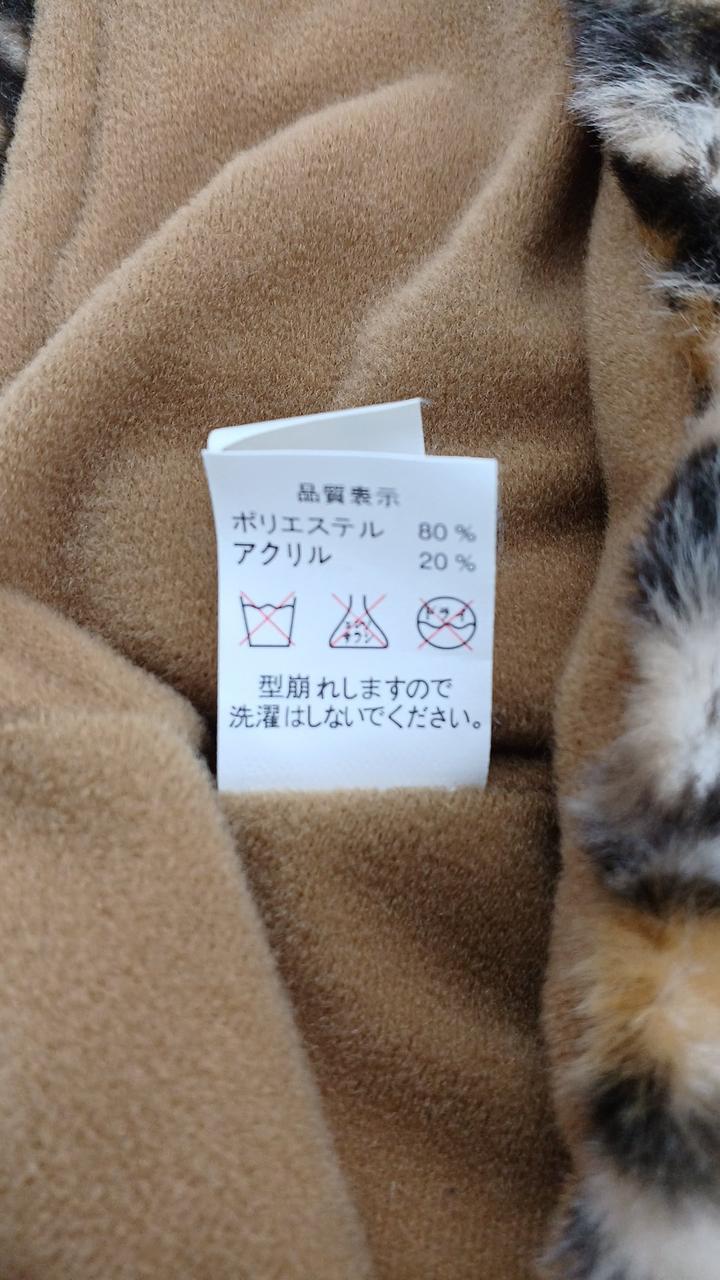 品質表示
ポリエステル 80 %
アクリル 20 %
エンソ サラシ ドライ
型崩れしますので
洗濯はしないでください。